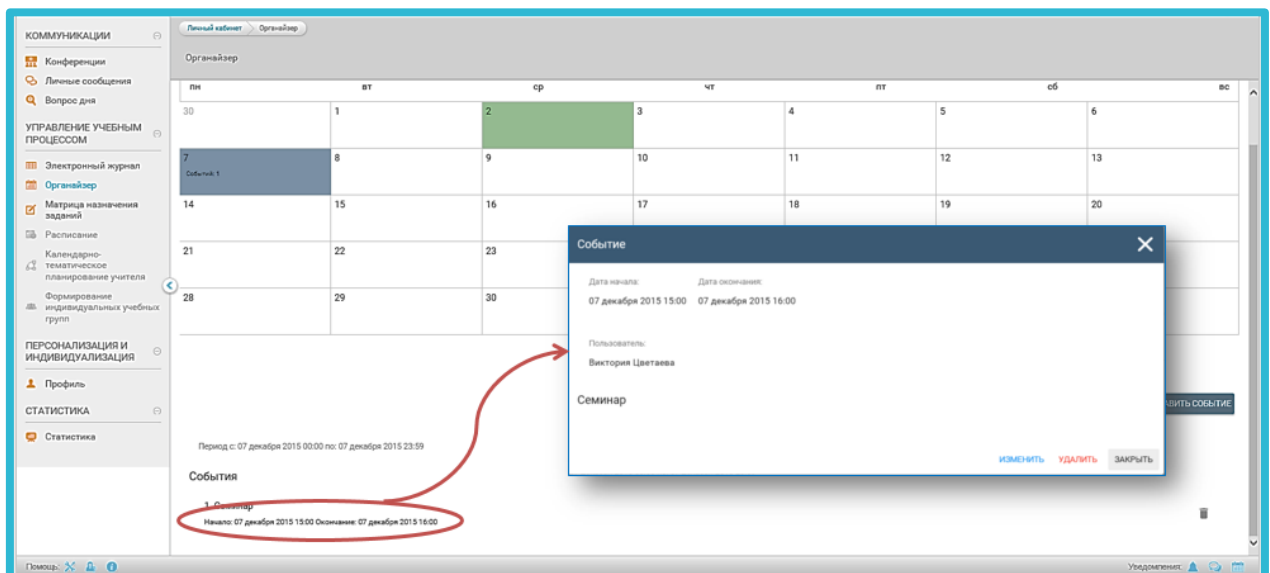 КОММУНИКАЦИИ
Конференции
Личные сообщения
Вопрос дня
УПРАВЛЕНИЕ УЧЕБНЫМ
ПРОЦЕССОМ
Электронный журнал
Органайзер
Матрица назначения
заданий
Расписание
Календарно-
тематическое
планирование учителя
Формирование
индивидуальных учебных
групп
ПЕРСОНАЛИЗАЦИЯ И
ИНДИВИДУАЛИЗАЦИЯ
Профиль
СТАТИСТИКА
Статистика
Личный кабинет Органайзер
Органайзер
пн вт ср чт пт сб вс
30 1 2 3 4 5 6
7 8 9 10 11 12 13
Событий: 1
14 15 16 17 18 19 20
21 22 23
28 29 30
Событие
Дата начала: Дата окончания:
07 декабря 2015 15:00 07 декабря 2015 16:00
Пользователь:
Виктория Цветаева
Семинар
ИЗМЕНИТЬ УДАЛИТЬ ЗАКРЫТЬ
АВИТЬ СОБЫТИЕ
Период с: 07 декабря 2015 00:00 по: 07 декабря 2015 23:59
События
1. Семинар
Начало: 07 декабря 2015 15:00 Окончание: 07 декабря 2015 16:00
Помощь:
Уведомления: